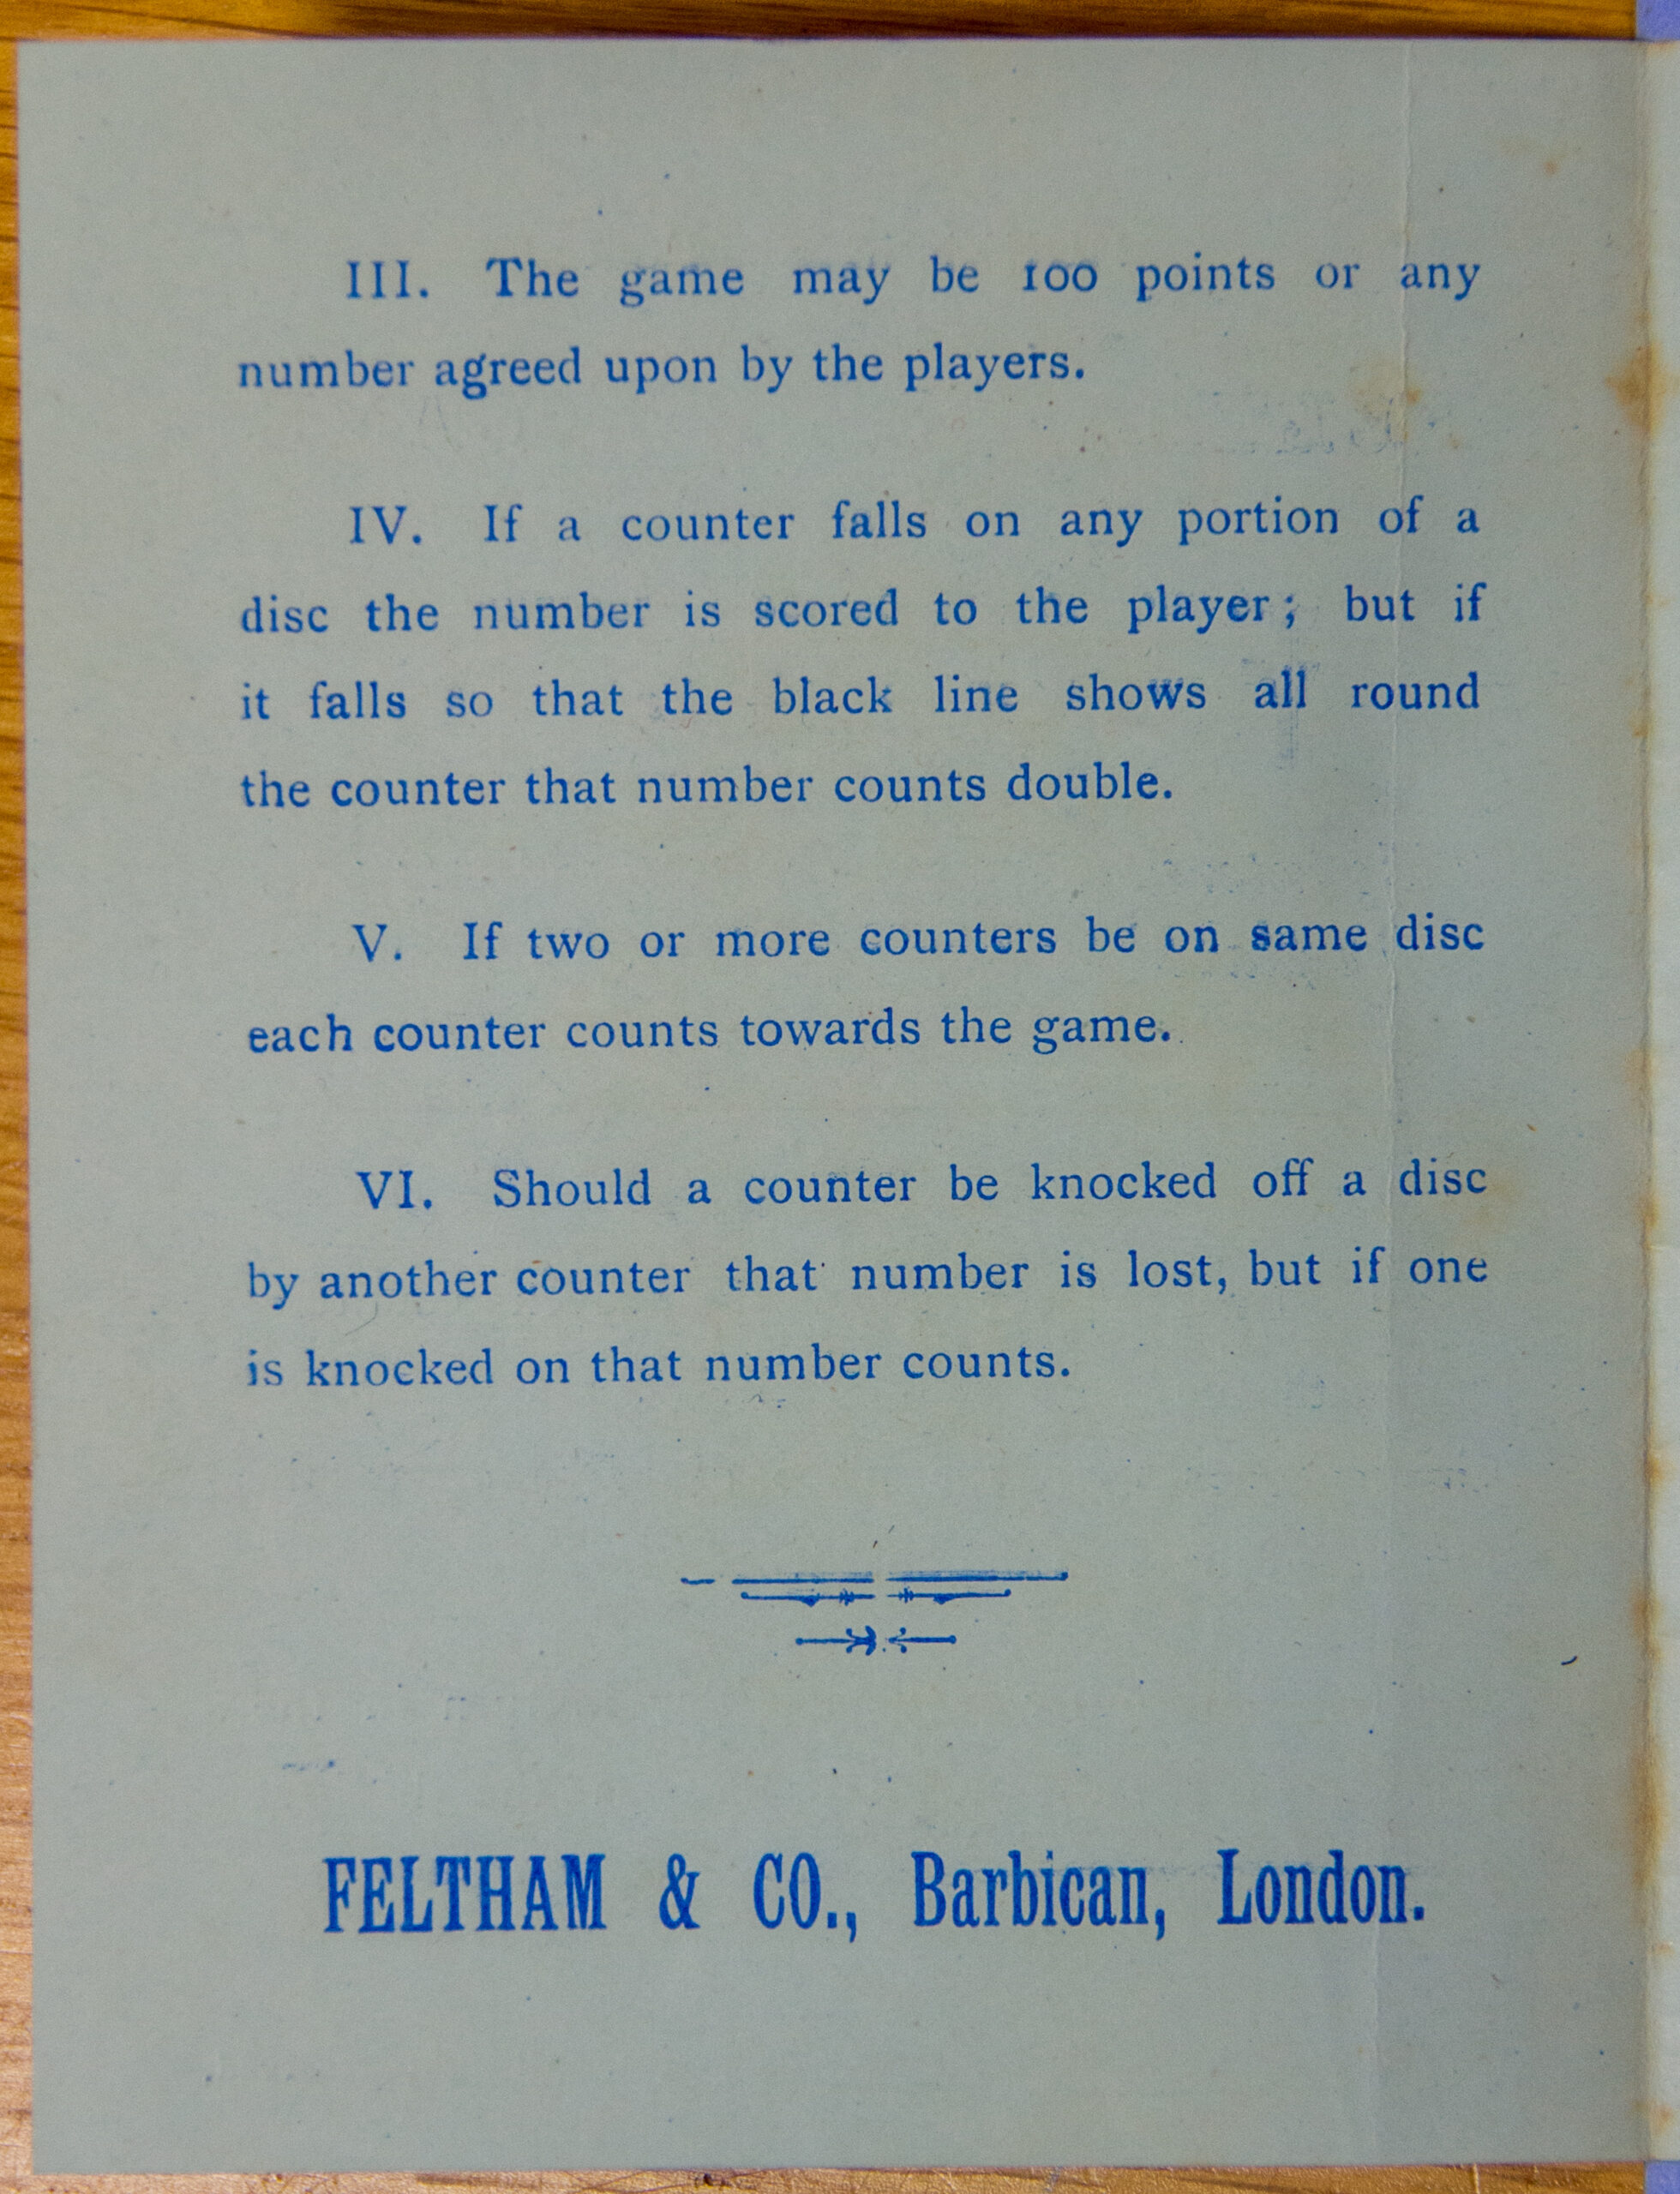 III. The game may be 100 points or any
number agreed upon by the players.
IV. If a counter falls on any portion of a
disc the number is scored to the player; but if
it falls so that the black line shows all round
the counter that number counts double.
V. If two or more counters be on same disc
each counter counts towards the game.
VI. Should a counter be knocked off a disc
by another counter that number is lost, but if one
is knocked on that number counts.
FELTHAM & CO., Barbican, London.